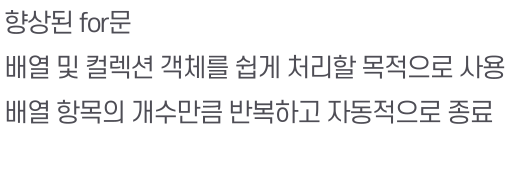 향상된 for문
배열 및 컬렉션 객체를 쉽게 처리할 목적으로 사용
배열 항목의 개수만큼 반복하고 자동적으로 종료